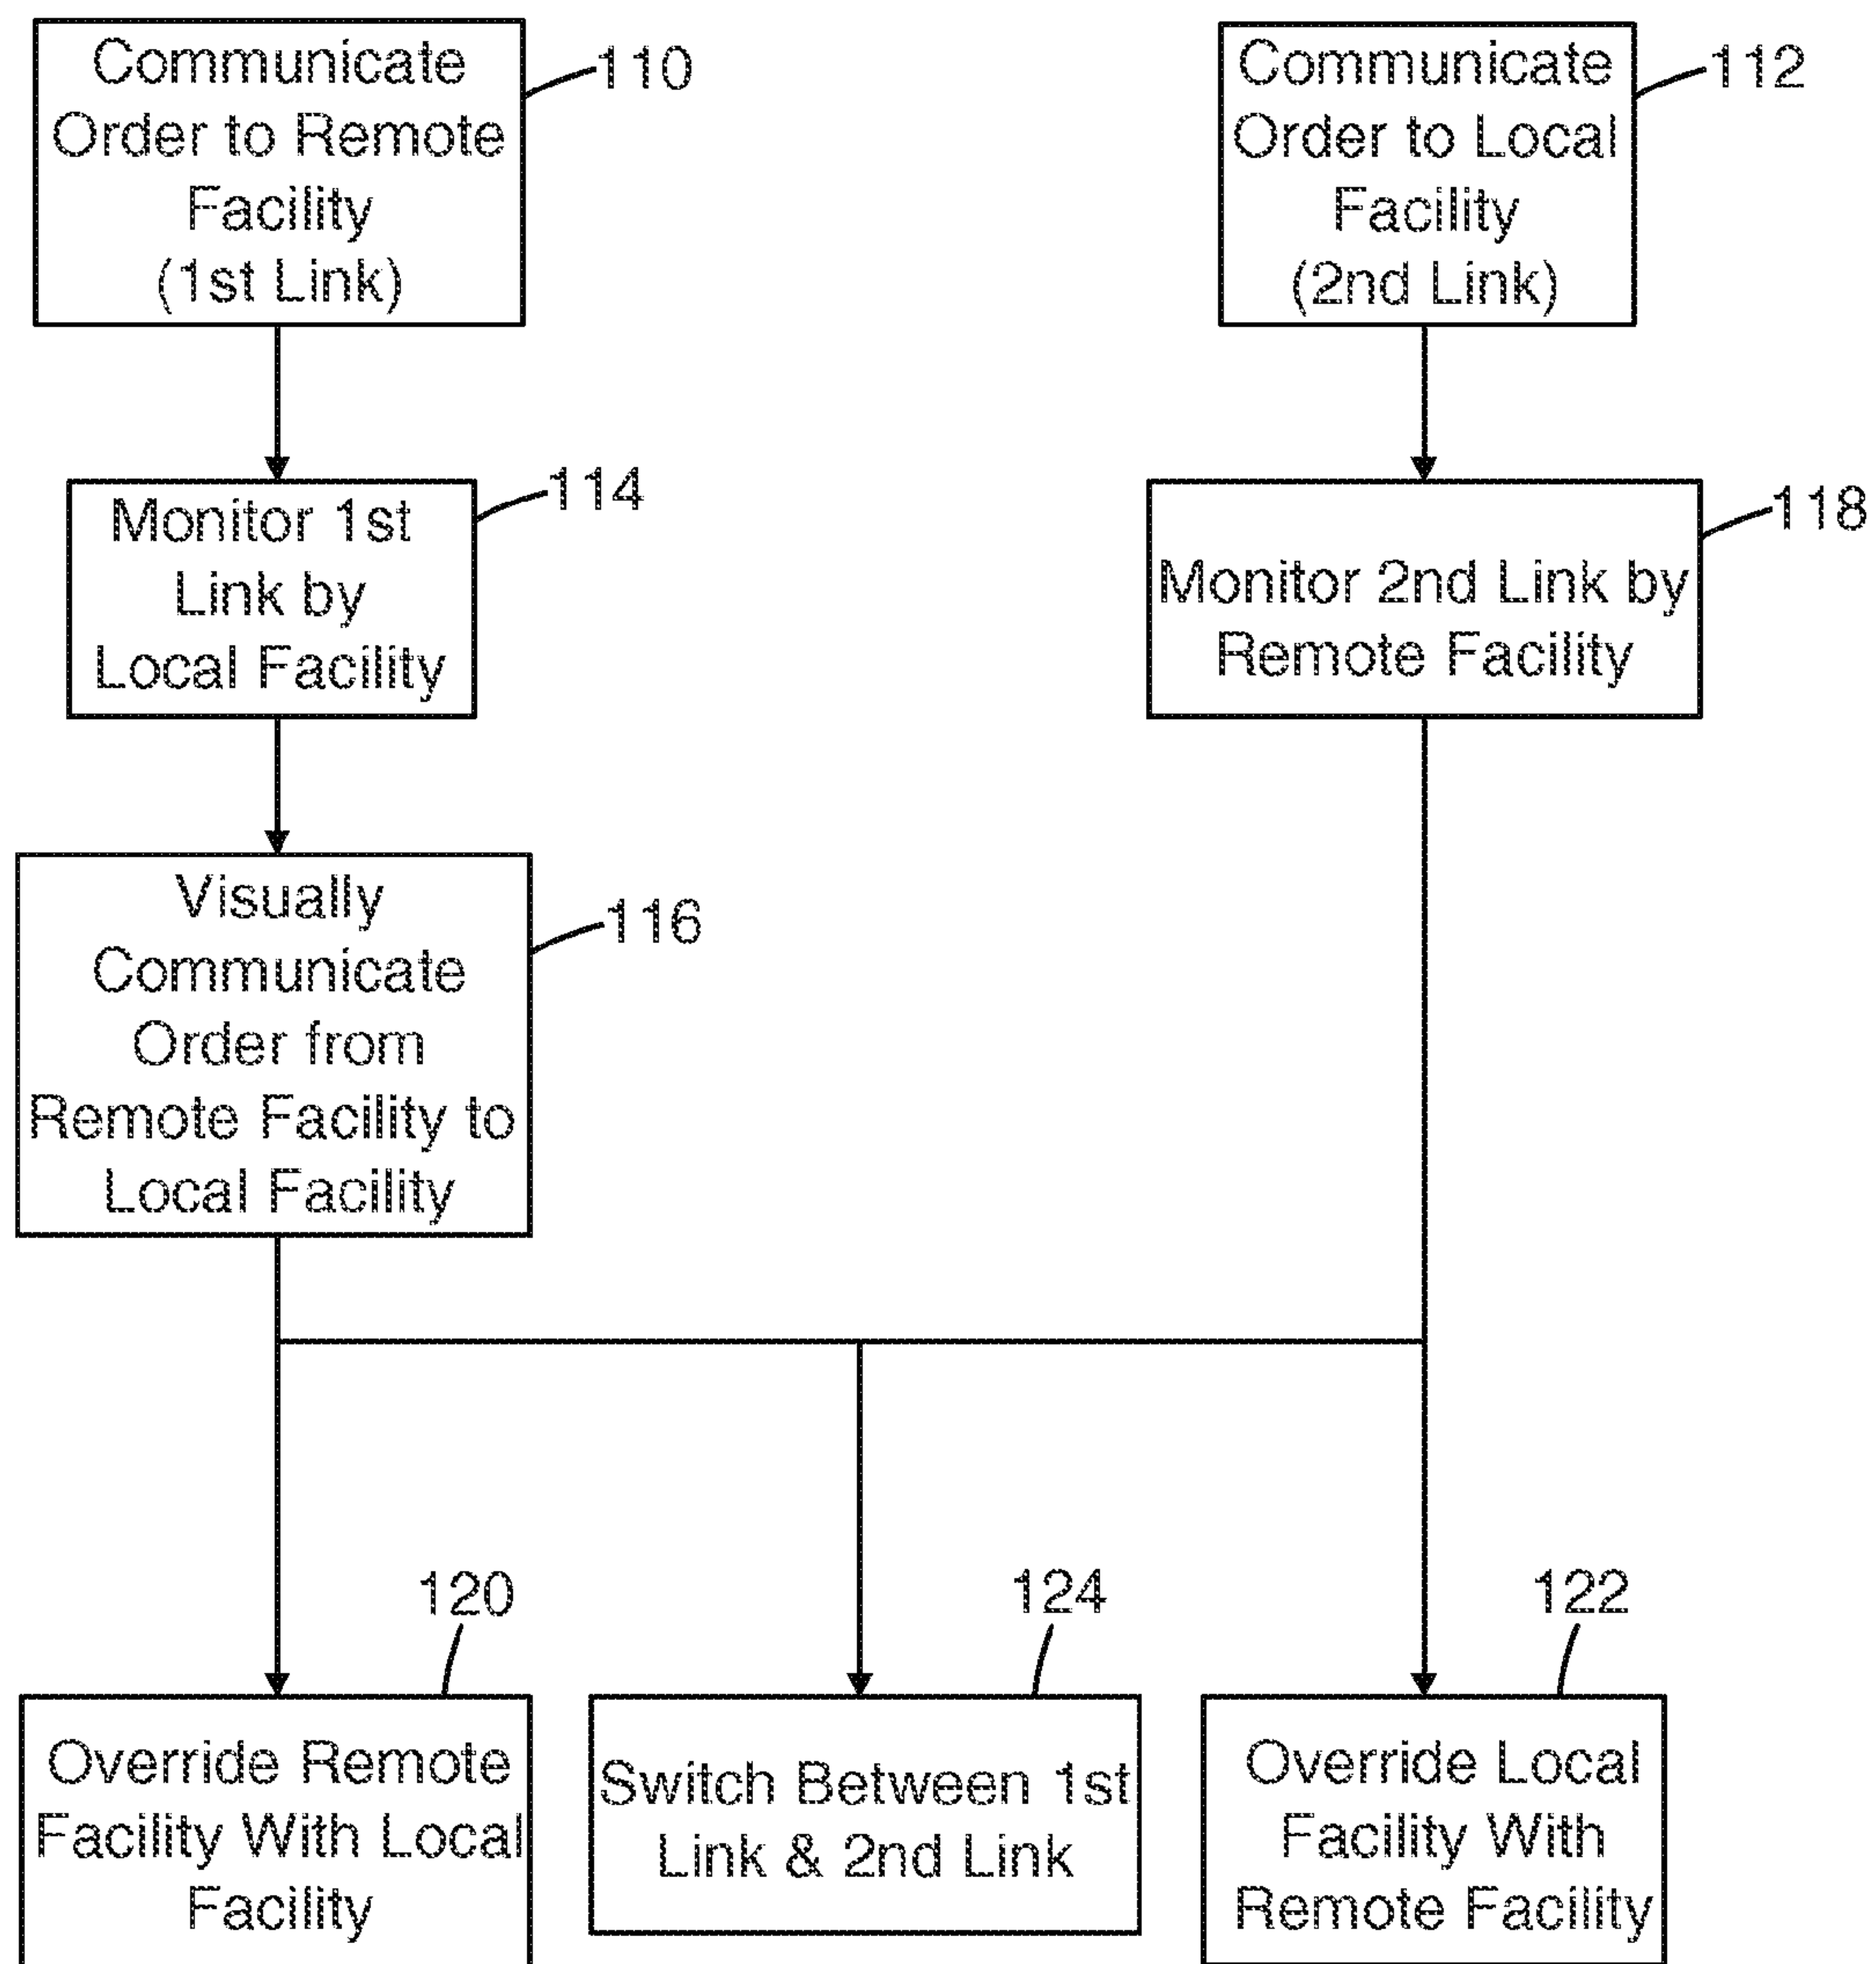 Communicate
Order to Remote
Facility
(1st Link)
110
Communicate
Order to Local
Facility
(2nd Link)
112
Monitor 1st
Link by
Local Facility
114
Monitor 2nd Link by
Remote Facility
118
Visually
Communicate
Order from
Remote Facility to
Local Facility
116
120
Override Remote
Facility With Local
Facility
124
Switch Between 1st
Link & 2nd Link
122
Override Local
Facility With
Remote Facility